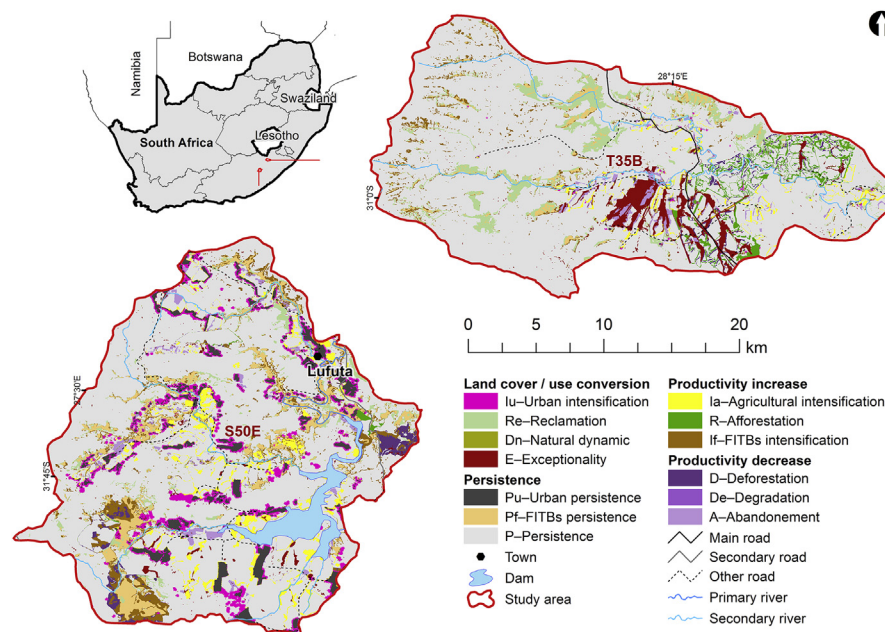 Namibia
Botswana
Swaziland
Lesotho
South Africa
28°15'E
T35B
31°0'S
Lufuta
27°30'E
S50E
31°45'S
0 5 10 20
km
Land cover / use conversion
Iu–Urban intensification
Re–Reclamation
Dn–Natural dynamic
E–Exceptionality
Persistence
Pu–Urban persistence
Pf–FITBs persistence
P–Persistence
Town
Dam
Study area
Productivity increase
Ia–Agricultural intensification
R–Afforestation
If–FITBs intensification
Productivity decrease
D–Deforestation
De–Degradation
A–Abandonement
Main road
Secondary road
Other road
Primary river
Secondary river